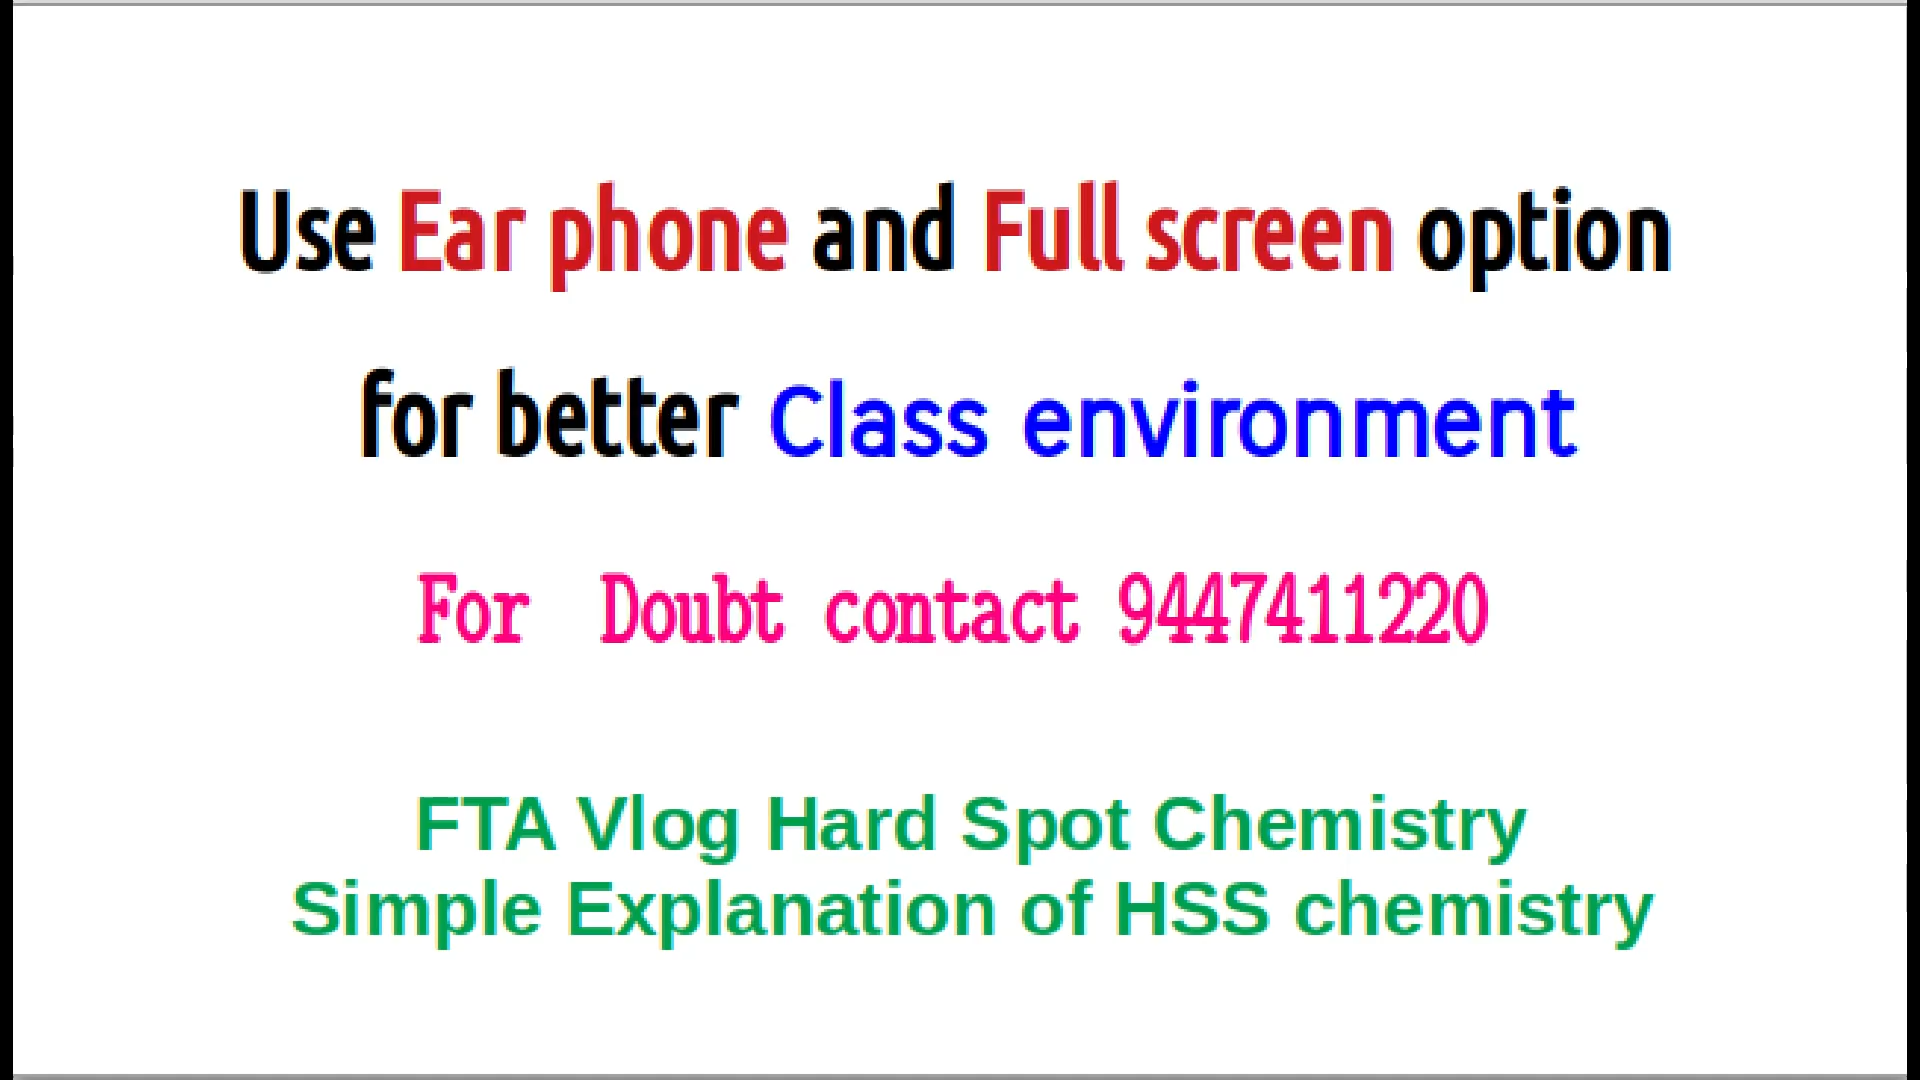 Use Ear phone and Full screen option
for better Class environment
For Doubt contact 9447411220
FTA Vlog Hard Spot Chemistry
Simple Explanation of HSS chemistry